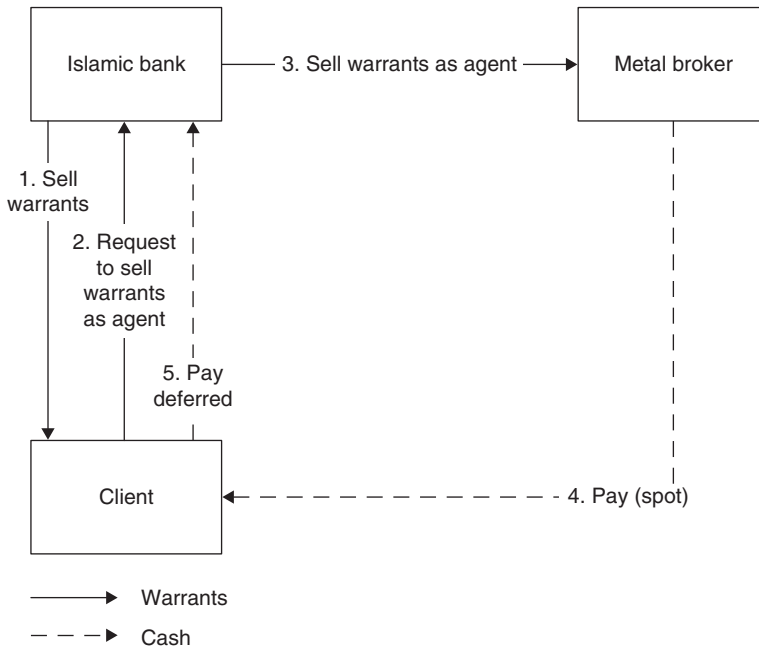 Islamic bank
3. Sell warrants as agent
Metal broker
1. Sell
warrants
2. Request
to sell
warrants
as agent
5. Pay
deferred
Client
4. Pay (spot)
Warrants
Cash